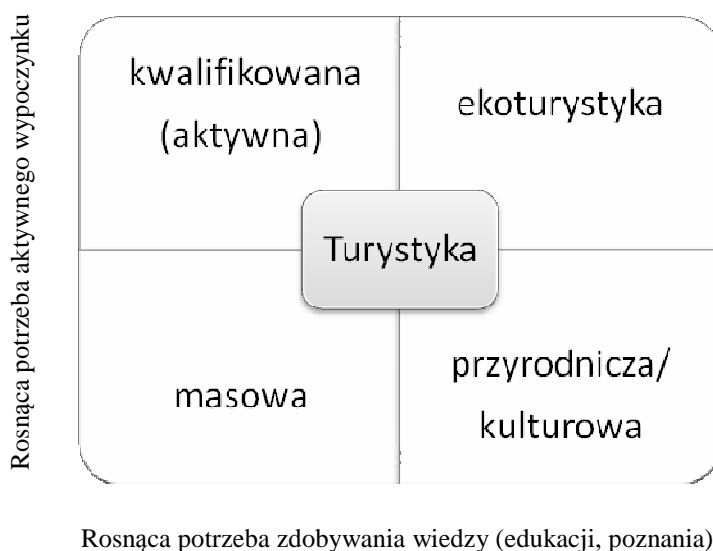 Rosnąca potrzeba aktywnego wypoczynku
kwalifikowana
(aktywna)
ekoturystyka
Turystyka
masowa
przyrodnicza/
kulturowa
Rosnąca potrzeba zdobywania wiedzy (edukacji, poznania)